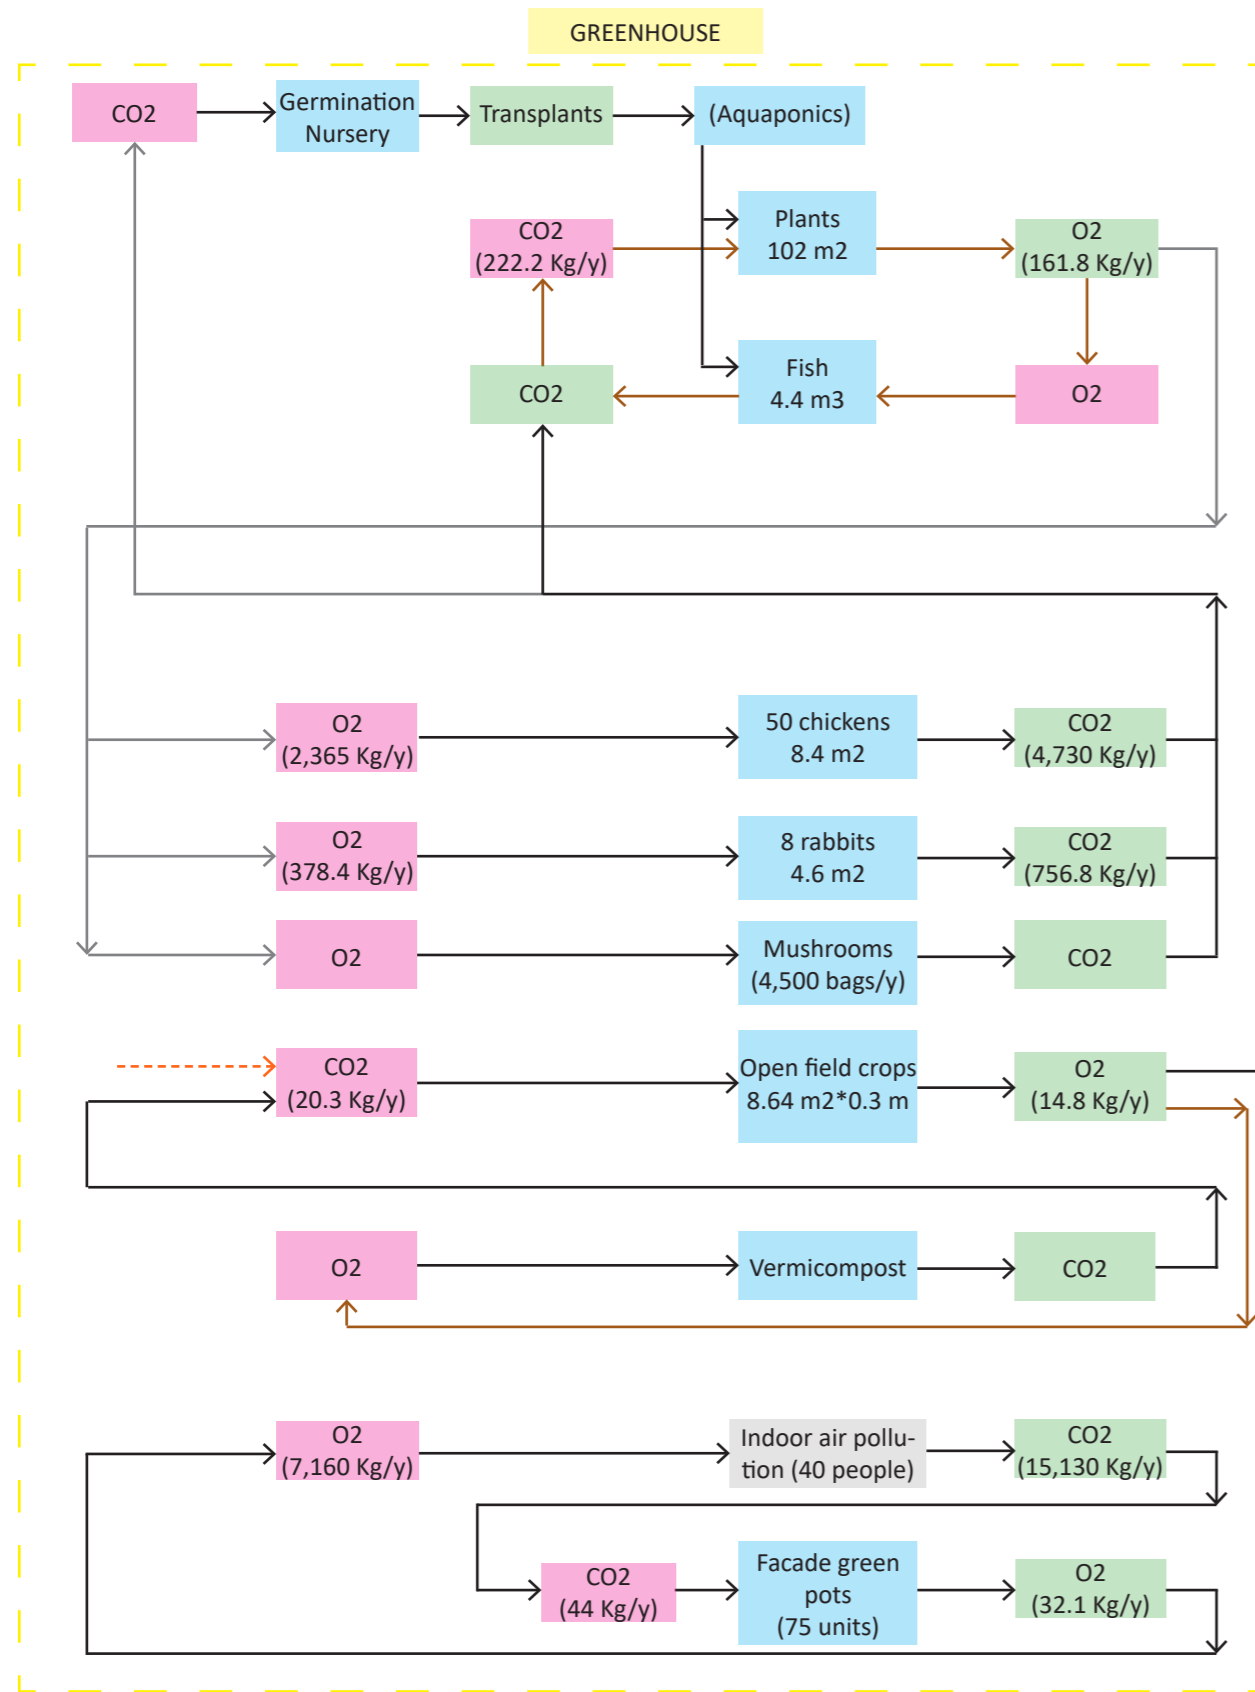 GREENHOUSE
CO2
Germination
Nursery
Transplants
(Aquaponics)
CO2
(222.2 Kg/y)
Plants
102 m2
O2
(161.8 Kg/y)
CO2
Fish
4.4 m3
O2
O2
(2,365 Kg/y)
50 chickens
8.4 m2
CO2
(4,730 Kg/y)
O2
(378.4 Kg/y)
8 rabbits
4.6 m2
CO2
(756.8 Kg/y)
O2
Mushrooms
(4,500 bags/y)
CO2
CO2
(20.3 Kg/y)
Open field crops
8.64 m2*0.3 m
O2
(14.8 Kg/y)
O2
Vermicompost
CO2
O2
(7,160 Kg/y)
Indoor air pollu-
tion (40 people)
CO2
(15,130 Kg/y)
CO2
(44 Kg/y)
Facade green
pots
(75 units)
O2
(32.1 Kg/y)